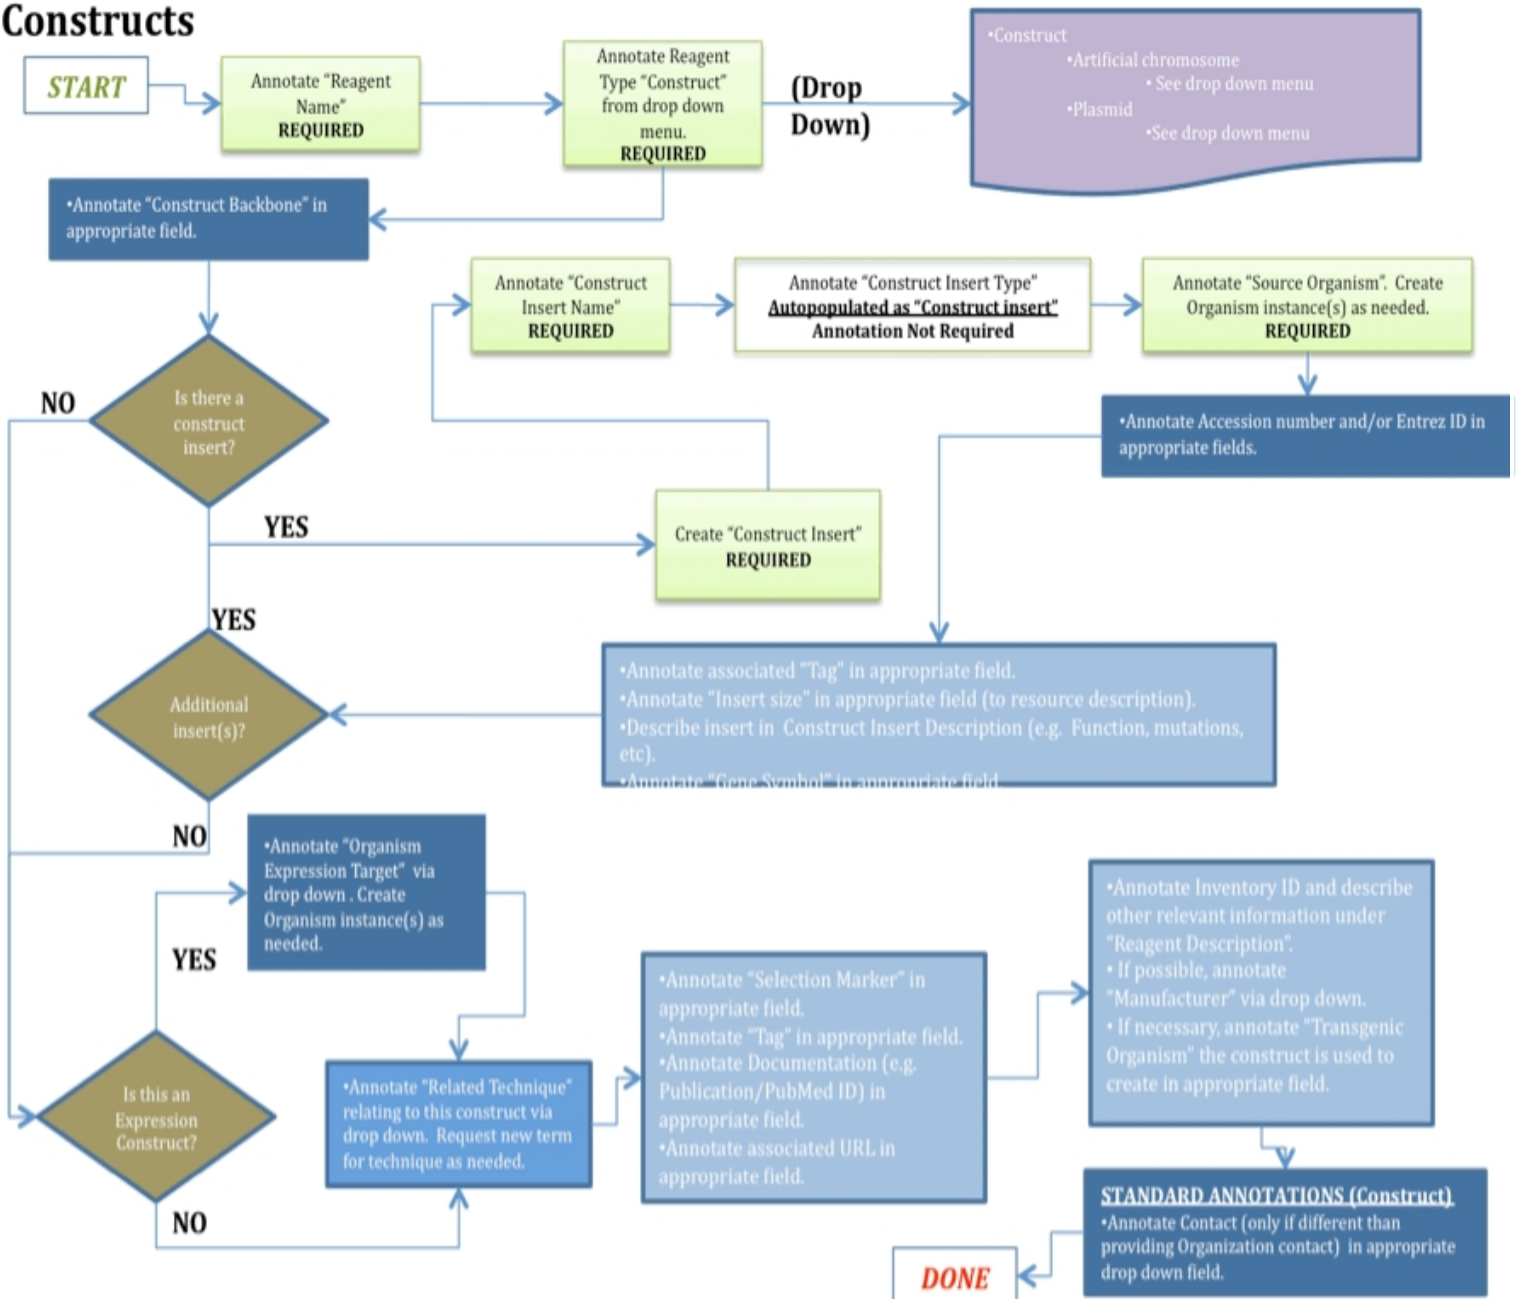 Constructs
START
Annotate “Reagent
Name”
REQUIRED
Annotate Reagent
Type “Construct”
from drop down
menu.
REQUIRED
(Drop
Down)
•Construct
•Artificial chromosome
• See drop down menu
•Plasmid
•See drop down menu
•Annotate “Construct Backbone” in
appropriate field.
Annotate “Construct
Insert Name”
REQUIRED
Annotate “Construct Insert Type”
Autopopulated as “Construct insert”
Annotation Not Required
Annotate “Source Organism”. Create
Organism instance(s) as needed.
REQUIRED
NO
Is there a
construct
insert?
•Annotate Accession number and/or Entrez ID in
appropriate fields.
YES
Create “Construct Insert”
REQUIRED
YES
Additional
insert(s)?
•Annotate associated “Tag” in appropriate field.
•Annotate “Insert size” in appropriate field (to resource description).
•Describe insert in Construct Insert Description (e.g. Function, mutations,
etc).
•Annotate “Gene Symbol” in appropriate field.
NO
•Annotate “Organism
Expression Target” via
drop down . Create
Organism instance(s) as
needed.
YES
Is this an
Expression
Construct?
NO
•Annotate “Related Technique”
relating to this construct via
drop down. Request new term
for technique as needed.
•Annotate “Selection Marker” in
appropriate field.
•Annotate “Tag” in appropriate field.
•Annotate Documentation (e.g.
Publication/PubMed ID) in
appropriate field.
•Annotate associated URL in
appropriate field.
•Annotate Inventory ID and describe
other relevant information under
“Reagent Description”.
• If possible, annotate
“Manufacturer” via drop down.
• If necessary, annotate “Transgenic
Organism” the construct is used to
create in appropriate field.
STANDARD ANNOTATIONS (Construct)
•Annotate Contact (only if different than
providing Organization contact) in appropriate
drop down field.
DONE